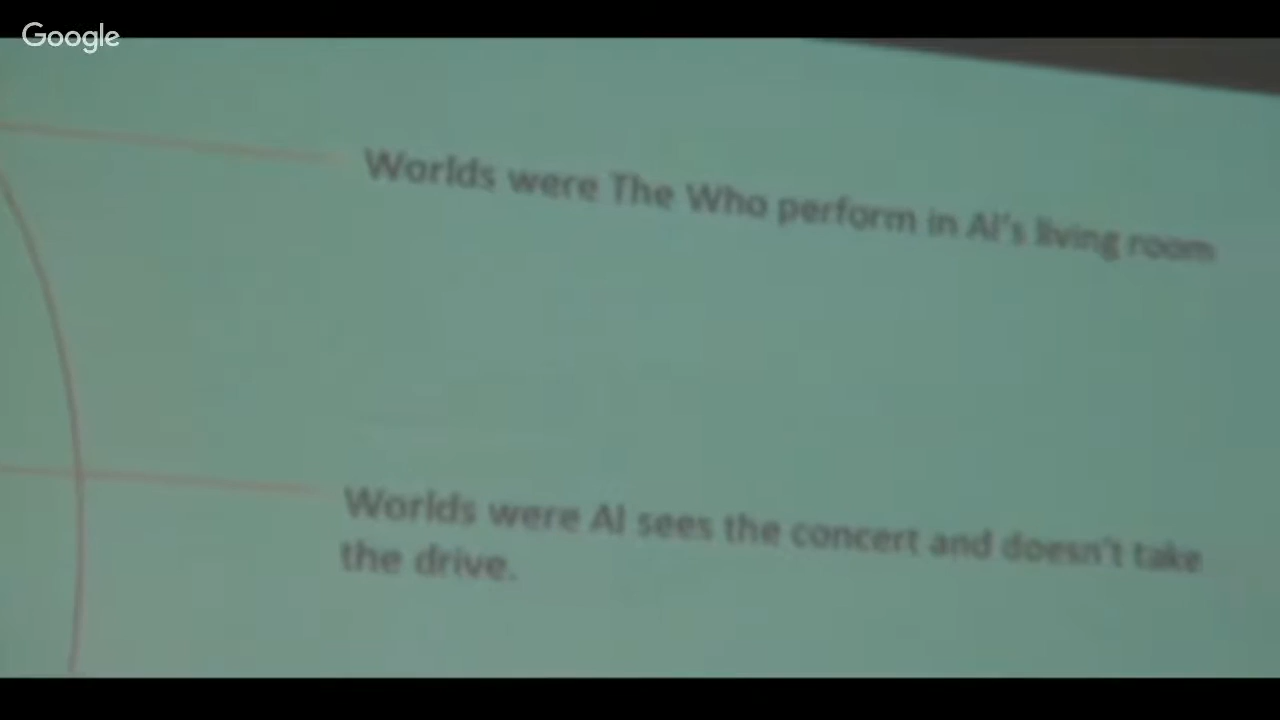 Google
Worlds were The Who perform in Al's living room
Worlds were Al sees the concert and doesn't take
the drive.